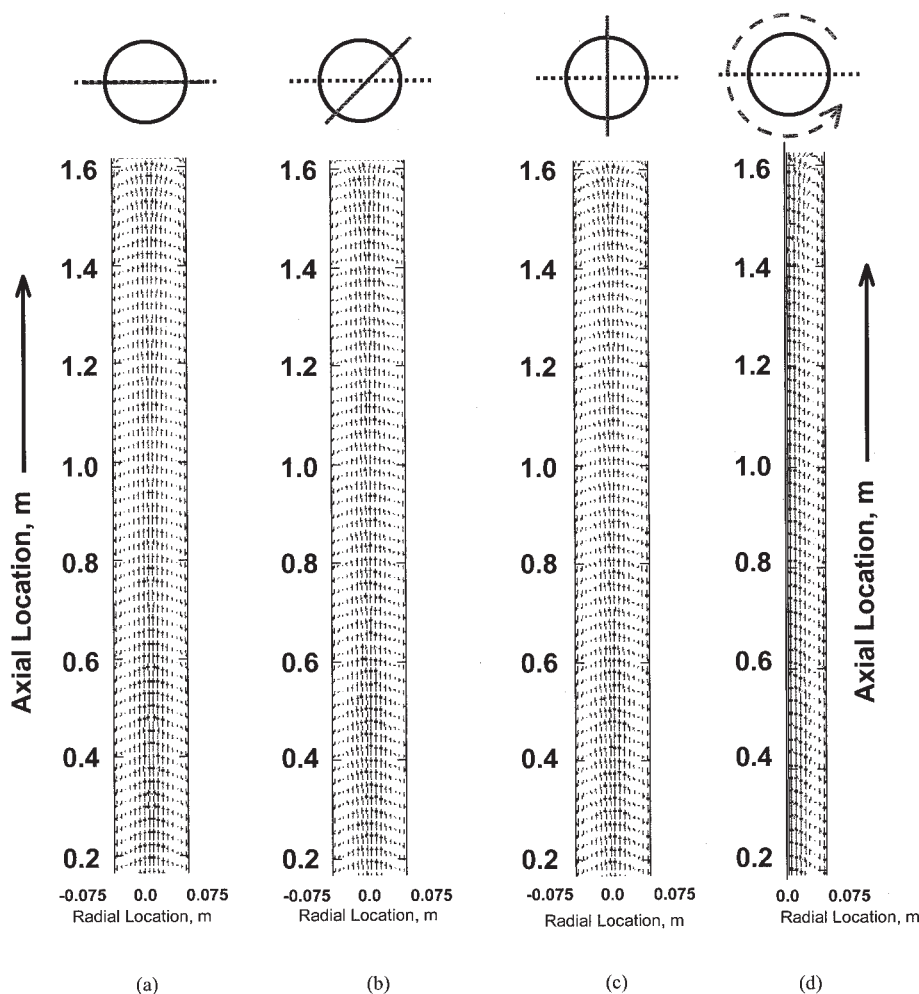 1.6 1.6 1.6 1.6
1.4 1.4 1.4 1.4
1.2 1.2 1.2 1.2
1.0 1.0 1.0 1.0
0.8 0.8 0.8 0.8
0.6 0.6 0.6 0.6
0.4 0.4 0.4 0.4
0.2 0.2 0.2 0.2
Axial Location, m
Axial Location, m
-0.075 0.0 0.075 -0.075 0.0 0.075 -0.075 0.0 0.075 0.0 0.075
Radial Location, m Radial Location, m Radial Location, m Radial Location, m
(a) (b) (c) (d)